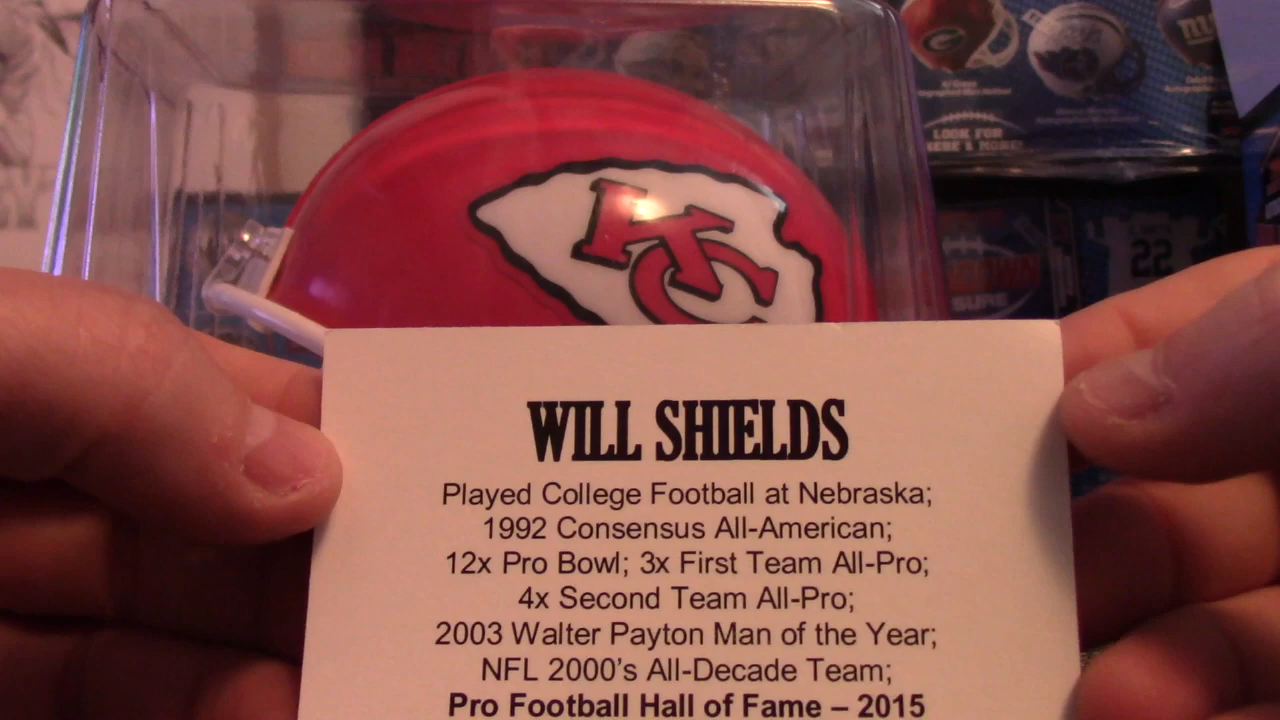 KC
LOOK FOR
22
WILL SHIELDS
Played College Football at Nebraska;
1992 Consensus All-American;
12x Pro Bowl; 3x First Team All-Pro;
4x Second Team All-Pro;
2003 Walter Payton Man of the Year;
NFL 2000's All-Decade Team;
Pro Football Hall of Fame – 2015